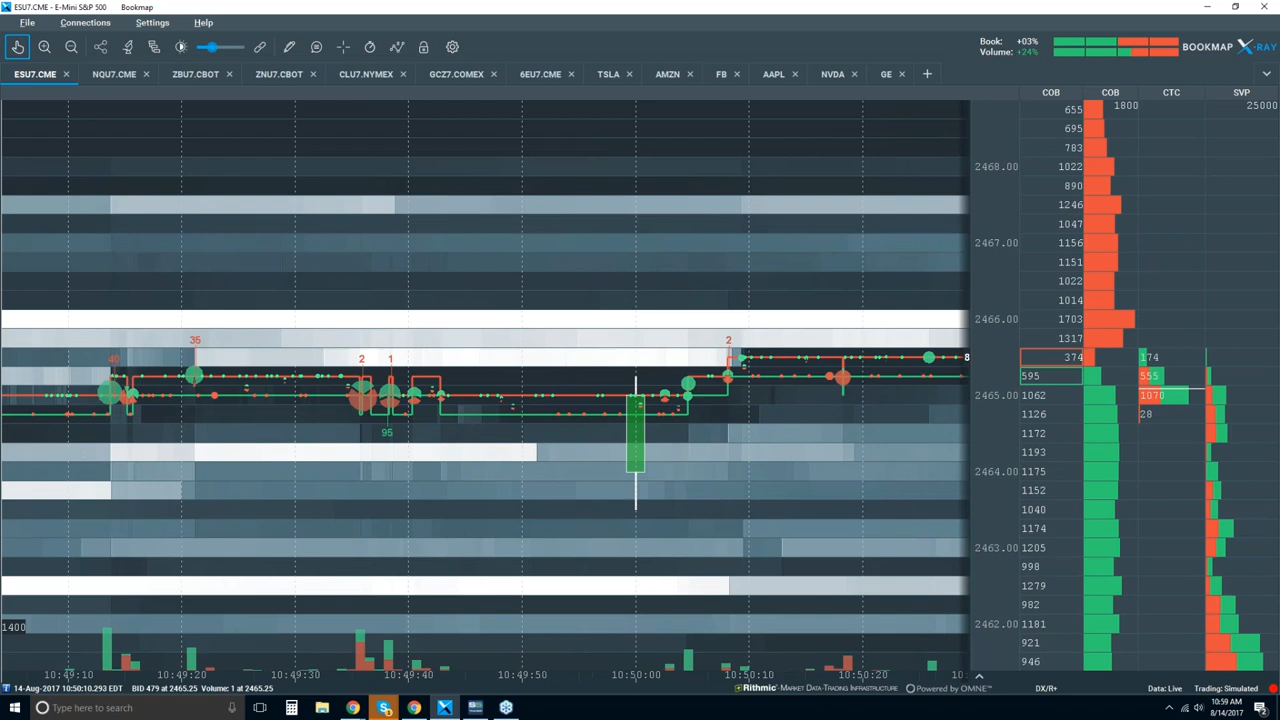 ESU7.CME - E-Mini S&P 500 Bookmap
File Connections Settings Help
Book: +03%
Volume: +24%
BOOKMAP X-RAY
ESU7.CME × NQU7.CME × ZBU7.CBOT × ZNU7.CBOT × CLU7.NYMEX × GCZ7.COMEX × 6EU7.CME × TSLA × AMZN × FB × AAPL × NVDA × GE × +
COB COB CTC SVP
655 1800 25000
695
783
2468.00 1022
890
1246
1047
2467.00 1156
1151
1022
1014
2466.00 1703
35 2 1317
40 2 1 8 374 174
595 555
2465.00 1062 1070
1126 28
95 1172
1193
2464.00 1175
1152
1040
1174
2463.00 1205
998
1279
982
1400 2462.00 1181
921
946
10:49:10 10:49:20 10:49:30 10:49:40 10:49:50 10:50:00 10:50:10 10:50:20
14-Aug-2017 10:50:10.293 EDT BID 479 at 2465.25 Volume: 1 at 2465.25 Rithmic™ MARKET DATA-TRADING INFRASTRUCTURE Powered by OMNE™ DX/R+ Data: Live Trading: Simulated
Type here to search 10:59 AM
8/14/2017 2